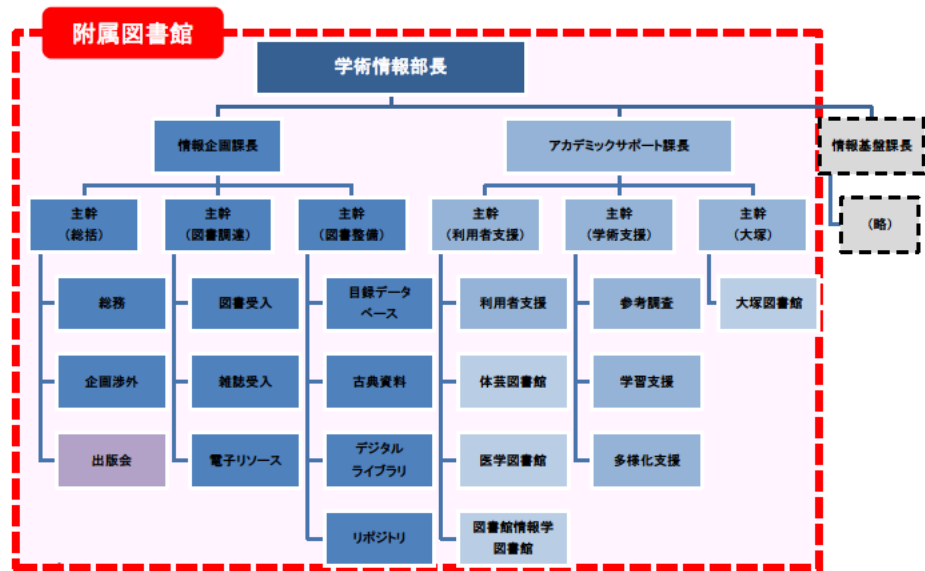 附属図書館
学術情報部長
情報企画課長
アカデミックサポート課長
情報基盤課長
主幹
(総括)
主幹
(図書調達)
主幹
(図書整備)
主幹
(利用者支援)
主幹
(学術支援)
主幹
(大塚)
(略)
総務
図書受入
目録データ
ベース
利用者支援
参考調査
大塚図書館
企画渉外
雑誌受入
古典資料
体芸図書館
学習支援
出版会
電子リソース
デジタル
ライブラリ
医学図書館
多様化支援
リポジトリ
図書館情報学
図書館